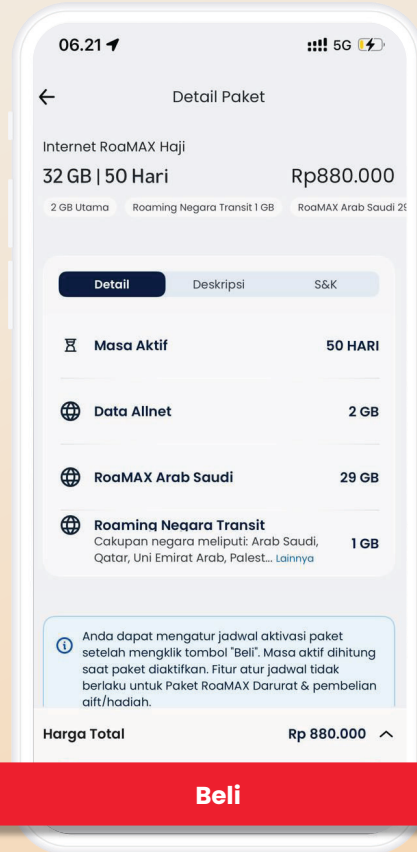 06.21
5G
Detail Paket
Internet RoaMAX Haji
32 GB | 50 Hari
Rp880.000
2 GB Utama
Roaming Negara Transit 1 GB
RoaMAX Arab Saudi 29
Detail
Deskripsi
S&K
Masa Aktif
50 HARI
Data Allnet
2 GB
RoaMAX Arab Saudi
29 GB
Roaming Negara Transit
Cakupan negara meliputi: Arab Saudi,
Qatar, Uni Emirat Arab, Palest... Lainnya
1 GB
Anda dapat mengatur jadwal aktivasi paket
setelah mengklik tombol "Beli". Masa aktif dihitung
saat paket diaktifkan. Fitur atur jadwal tidak
berlaku untuk Paket RoaMAX Darurat & pembelian
gift/hadiah.
Harga Total
Rp 880.000
Beli